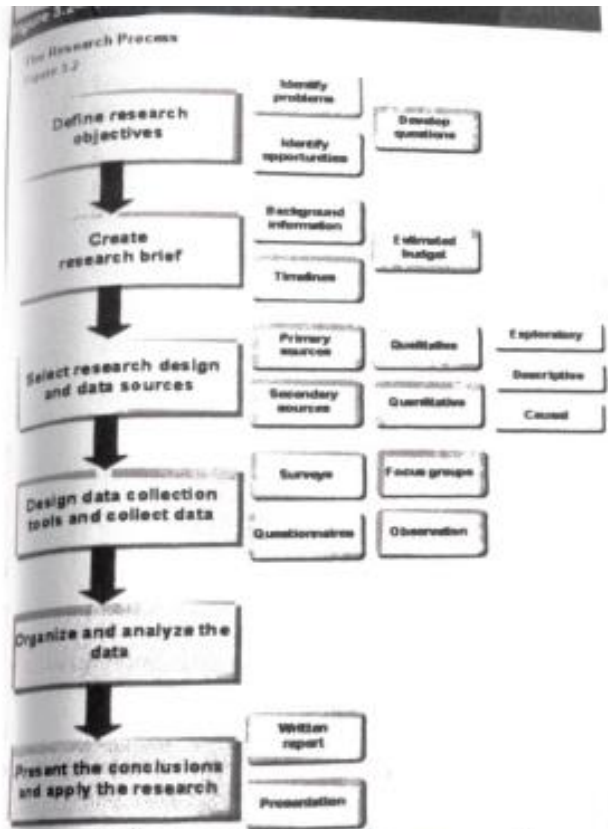 The Research Process
Figure 3.2
Define research
objectives
Identify
problems
Identify
opportunities
Develop
questions
Create
research brief
Background
information
Timelines
Estimated
budget
Select research design
and data sources
Primary
sources
Secondary
sources
Qualitative
Quantitative
Exploratory
Descriptive
Causal
Design data collection
tools and collect data
Surveys
Questionnaires
Focus groups
Observation
Organize and analyze the
data
Present the conclusions
and apply the research
Written
report
Presentation